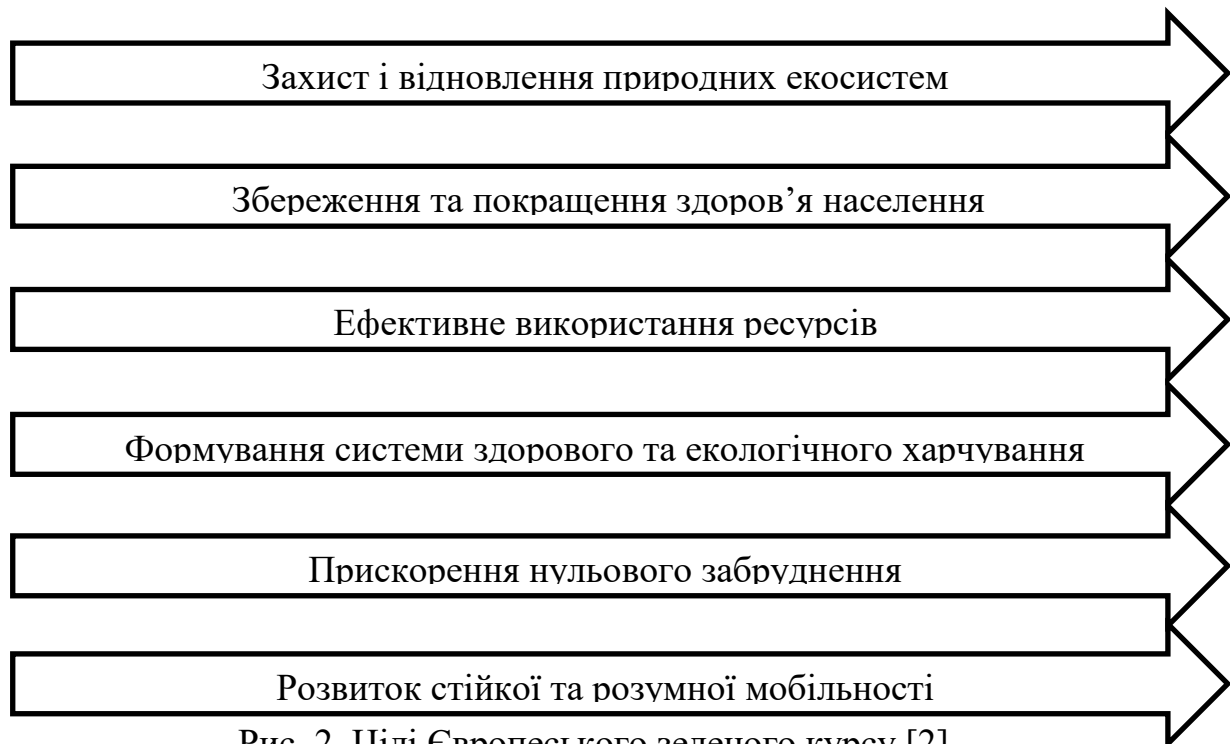 Захист і відновлення природних екосистем
Збереження та покращення здоров’я населення
Ефективне використання ресурсів
Формування системи здорового та екологічного харчування
Прискорення нульового забруднення
Розвиток стійкої та розумної мобільності
Рис. 2. Цілі Європеського зеленого курсу [2]